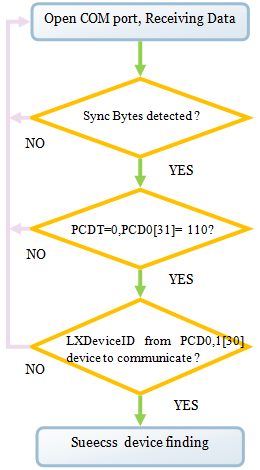 Open COM port, Receiving Data
Sync Bytes detected ?
NO
YES
PCDT=0,PCD0[31]= 110?
NO
YES
LXDeviceID from PCD0,1[30]
device to communicate ?
NO
YES
Sueecss device finding